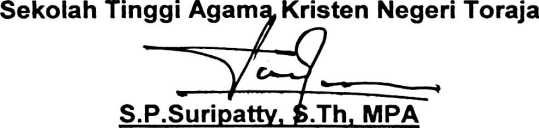 Sekolah Tinggi Agama Kristen Negeri Toraja
S.P.Suripatty, S.Th, MPA